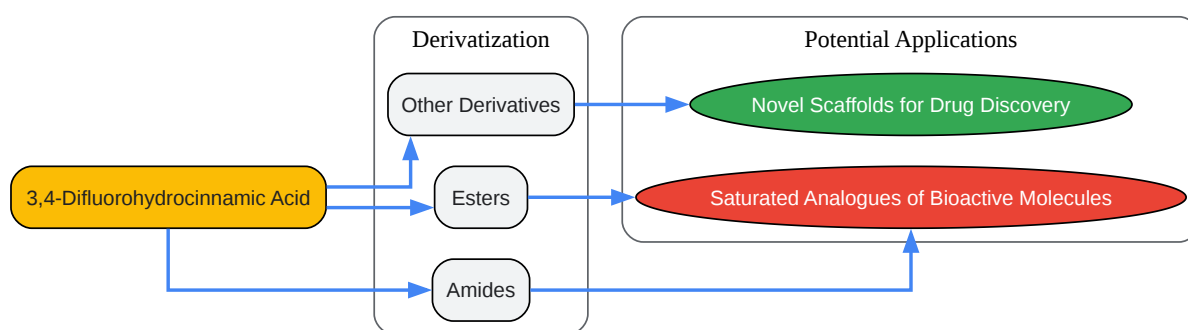 Derivatization
Potential Applications
Other Derivatives
Novel Scaffolds for Drug Discovery
3,4-Difluorohydrocinnamic Acid
Esters
Saturated Analogues of Bioactive Molecules
Amides